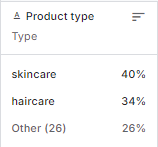 Product type
Type
skincare 40%
haircare 34%
Other (26) 26%